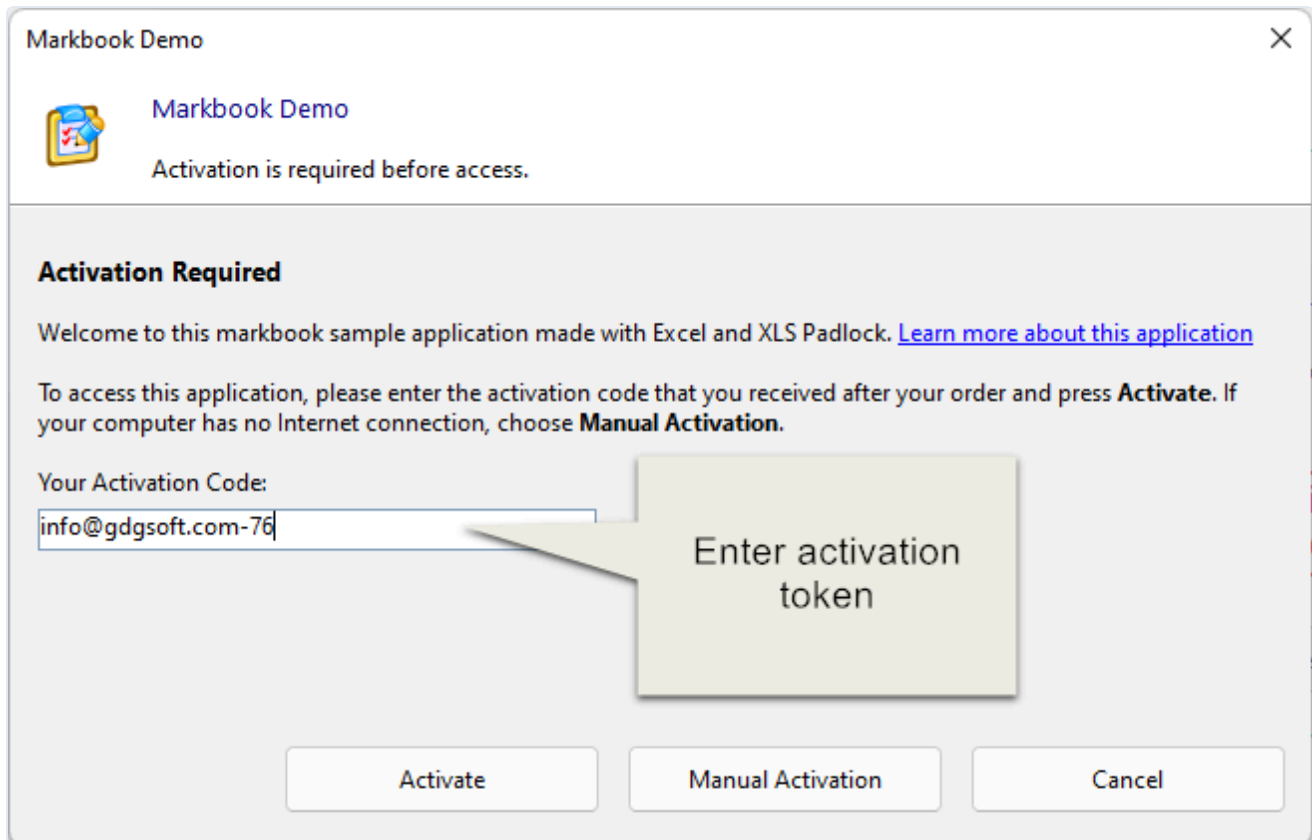 Markbook Demo
Markbook Demo
Activation is required before access.
Activation Required
Welcome to this markbook sample application made with Excel and XLS Padlock. Learn more about this application
To access this application, please enter the activation code that you received after your order and press Activate. If
your computer has no Internet connection, choose Manual Activation.
Your Activation Code:
info@gdgsoft.com-76
Enter activation
token
Activate
Manual Activation
Cancel